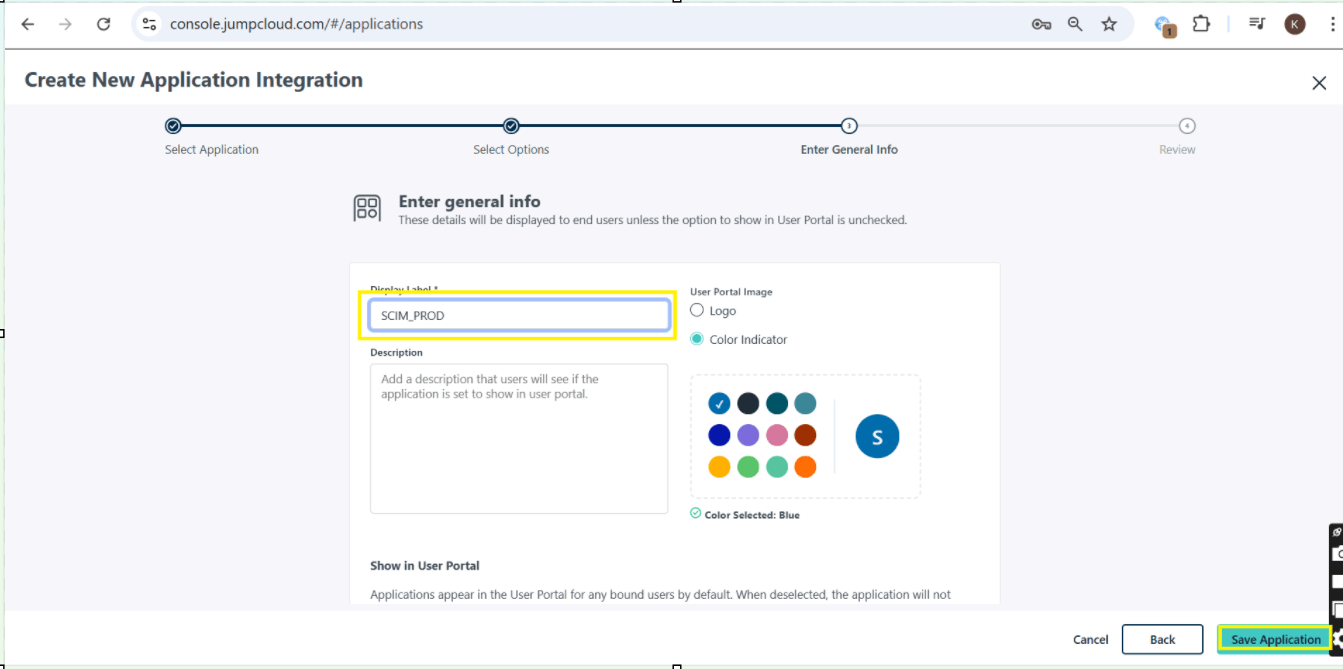 console.jumpcloud.com/#/applications
1
K
Create New Application Integration
3
4
Select Application
Select Options
Enter General Info
Review
Enter general info
These details will be displayed to end users unless the option to show in User Portal is unchecked.
Display Label *
SCIM_PROD
User Portal Image
Logo
Color Indicator
Description
Add a description that users will see if the
application is set to show in user portal.
S
Color Selected: Blue
Show in User Portal
Applications appear in the User Portal for any bound users by default. When deselected, the application will not
Cancel
Back
Save Application